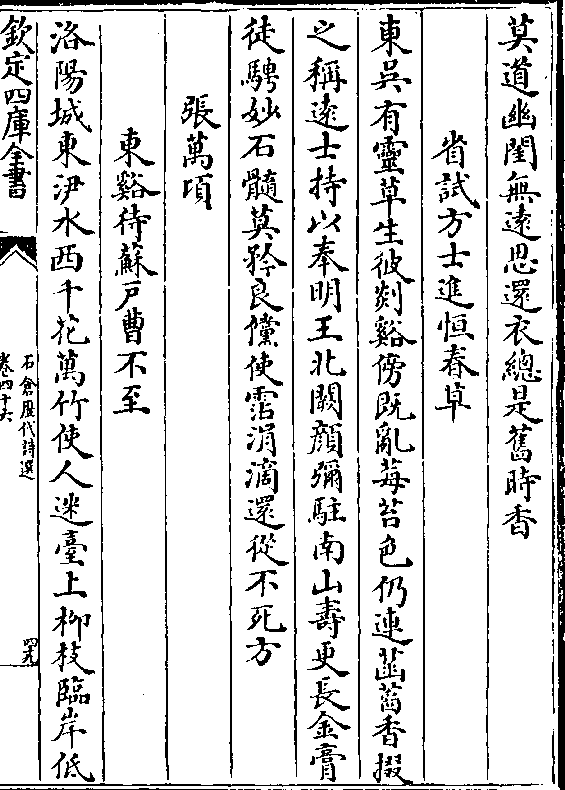 莫道幽閨無遠思還衣總是舊時香
省試方士進恒春草
東吳有靈草生彼剡谿傍既亂莓苔色仍連菡萏香掇
之稱遠士持以奉明王北闕顔彌駐南山壽更長金膏
徒騁妙石髓莫矜良儻使霑涓滴還從不死方
張萬頃
東谿待蘇戸曹不至
洛陽城東伊水西千花萬竹使人迷臺上柳枝臨岸低
欽定四庫全書
石倉歴代詩選
卷四十六
四九